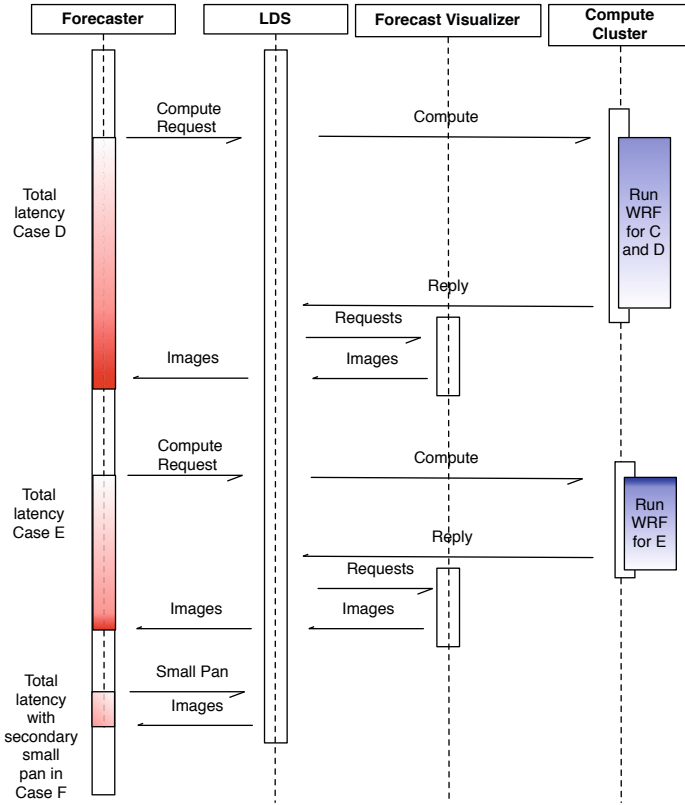 Forecaster
LDS
Forecast Visualizer
Compute
Cluster
Compute
Request
Compute
Total
latency
Case D
Run
WRF
for C
and D
Reply
Requests
Images
Images
Compute
Request
Compute
Total
latency
Case E
Run
WRF
for E
Reply
Requests
Images
Images
Small Pan
Images
Total
latency
with
secondary
small
pan in
Case F